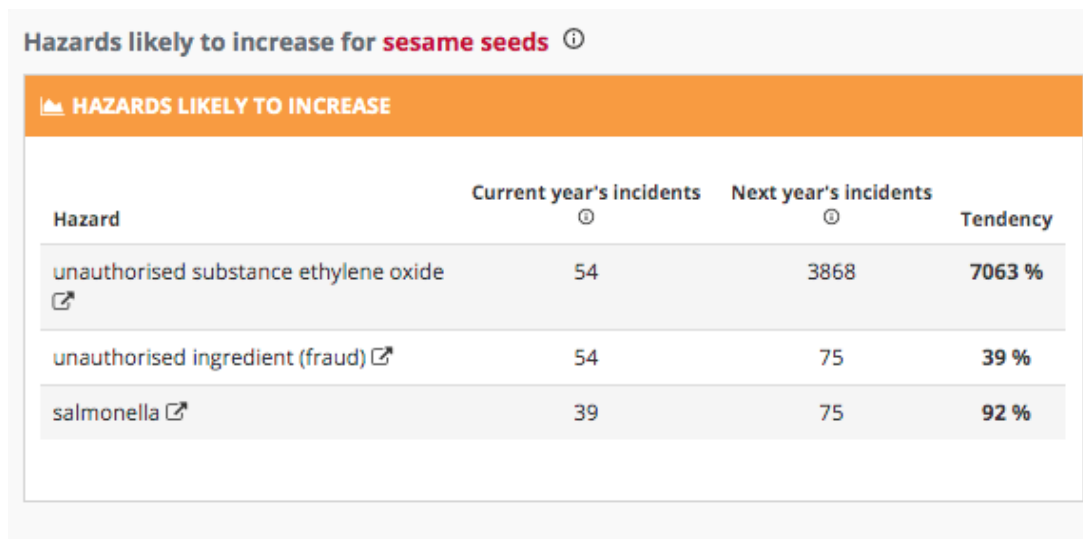 Hazards likely to increase for sesame seeds
HAZARDS LIKELY TO INCREASE
Hazard Current year's incidents Next year's incidents Tendency
unauthorised substance ethylene oxide 54 3868 7063 %
unauthorised ingredient (fraud) 54 75 39 %
salmonella 39 75 92 %